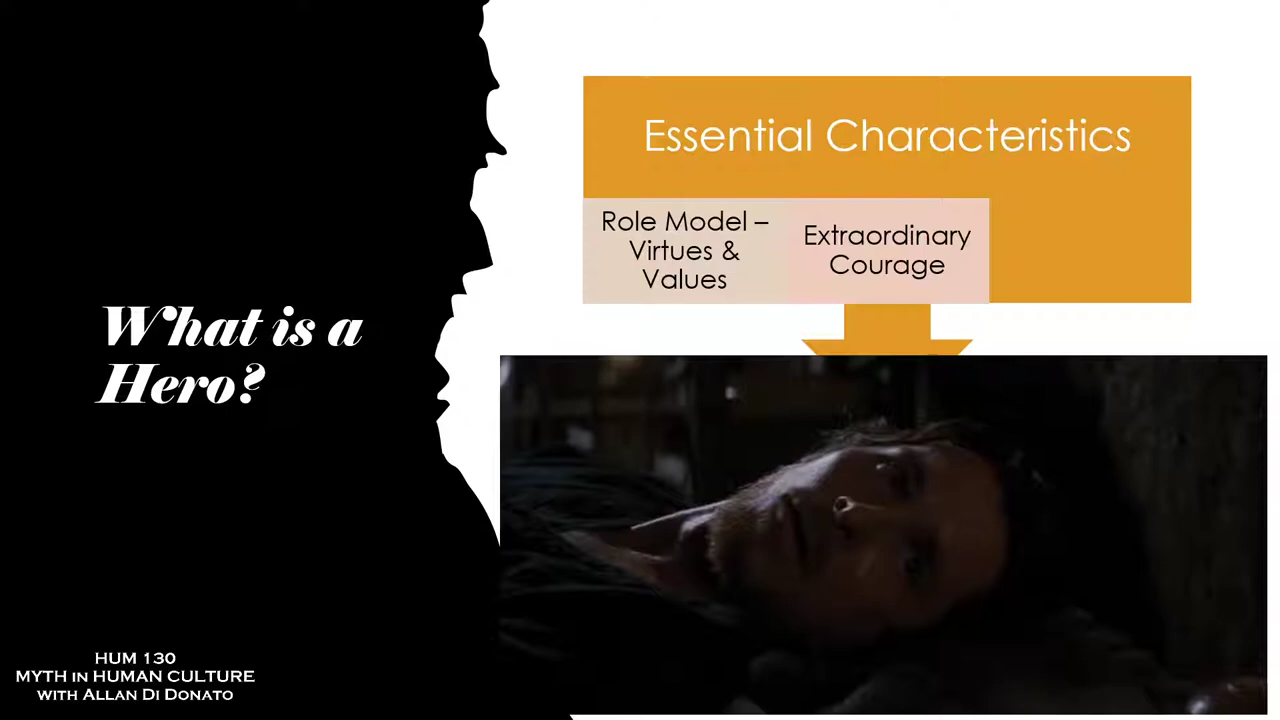 Essential Characteristics
Role Model –
Virtues &
Values
Extraordinary
Courage
What is a
Hero?
HUM 130
MYTH in HUMAN CULTURE
WITH ALLAN DI DONATO